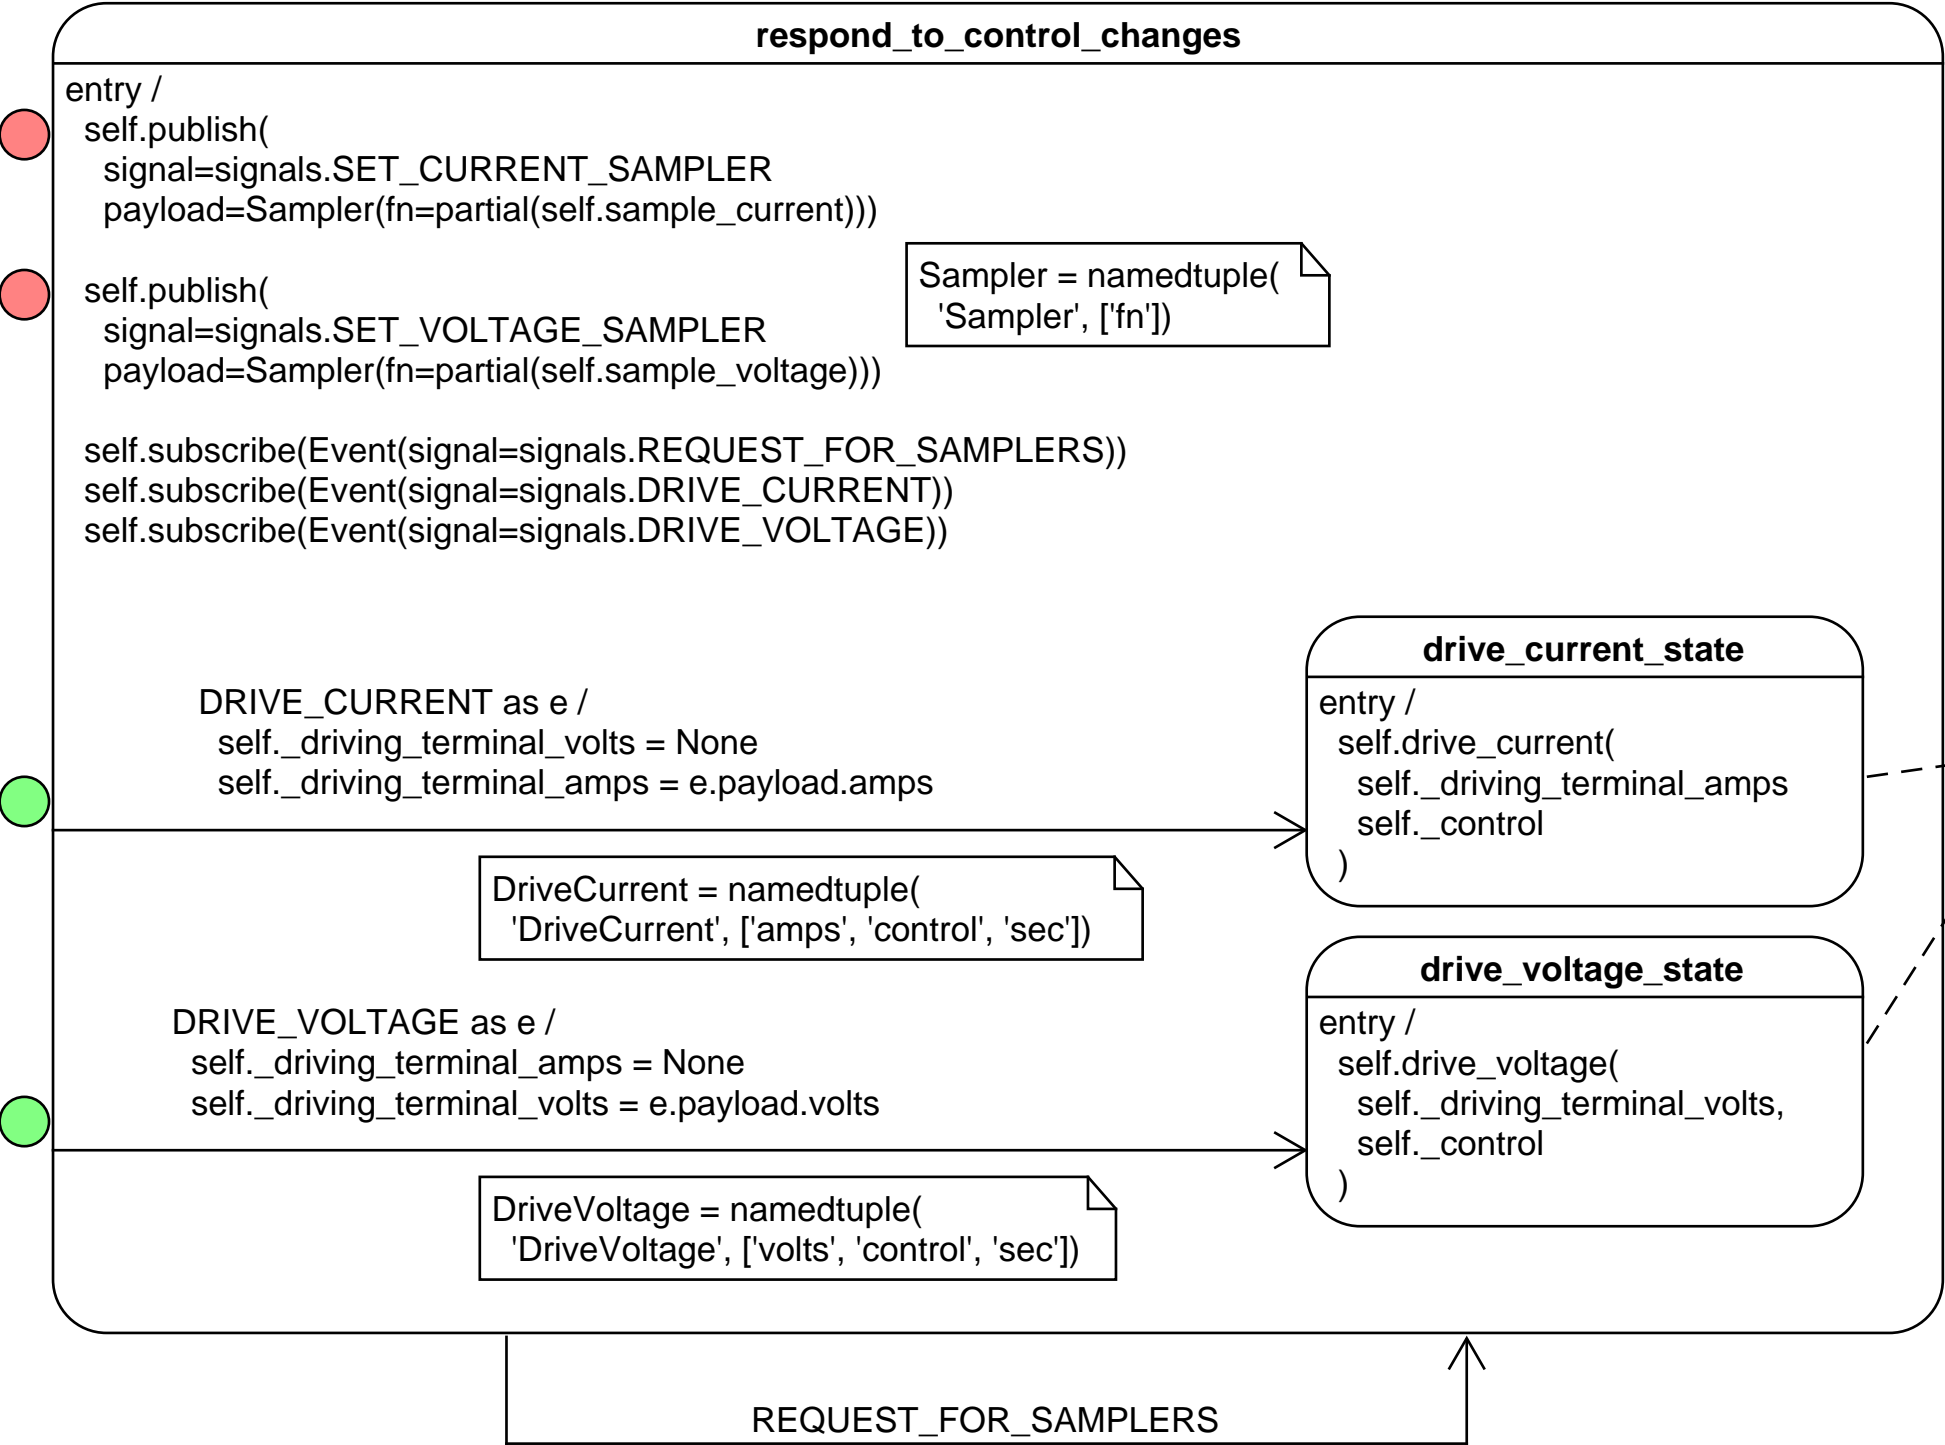 respond_to_control_changes
entry /
self.publish(
signal=signals.SET_CURRENT_SAMPLER
payload=Sampler(fn=partial(self.sample_current)))
self.publish(
signal=signals.SET_VOLTAGE_SAMPLER
payload=Sampler(fn=partial(self.sample_voltage)))
Sampler = namedtuple(
'Sampler', ['fn'])
self.subscribe(Event(signal=signals.REQUEST_FOR_SAMPLERS))
self.subscribe(Event(signal=signals.DRIVE_CURRENT))
self.subscribe(Event(signal=signals.DRIVE_VOLTAGE))
DRIVE_CURRENT as e /
self._driving_terminal_volts = None
self._driving_terminal_amps = e.payload.amps
drive_current_state
entry /
self.drive_current(
self._driving_terminal_amps
self._control
)
DriveCurrent = namedtuple(
'DriveCurrent', ['amps', 'control', 'sec'])
DRIVE_VOLTAGE as e /
self._driving_terminal_amps = None
self._driving_terminal_volts = e.payload.volts
drive_voltage_state
entry /
self.drive_voltage(
self._driving_terminal_volts,
self._control
)
DriveVoltage = namedtuple(
'DriveVoltage', ['volts', 'control', 'sec'])
REQUEST_FOR_SAMPLERS